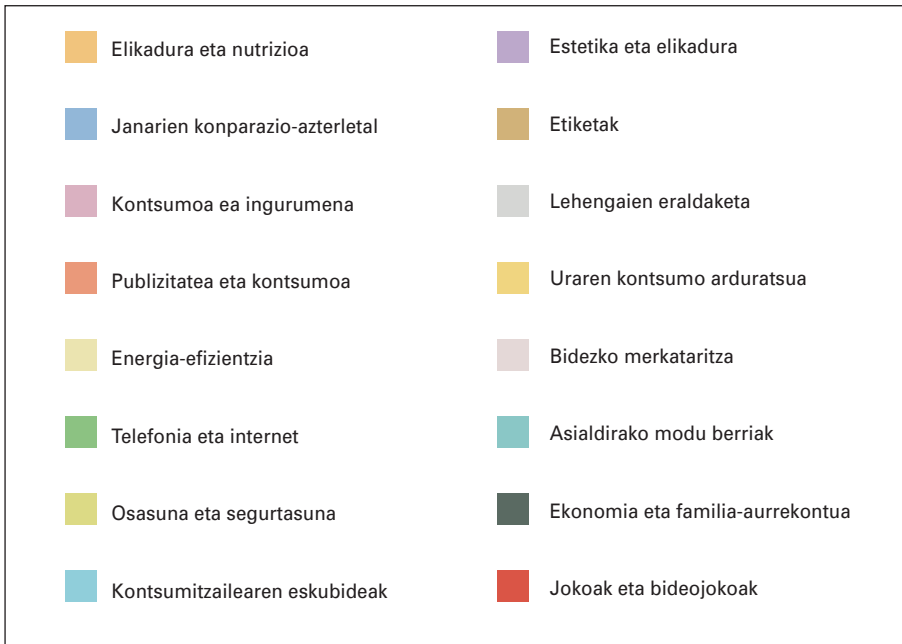 Elikadura eta nutrizioa
Janarien konparazio-azterletal
Kontsumoa ea ingurumena
Publizitatea eta kontsumoa
Energia-efizientzia
Telefonia eta internet
Osasuna eta segurtasuna
Kontsumitzailearen eskubideak
Estetika eta elikadura
Etiketak
Lehengaien eraldaketa
Uraren kontsumo arduratsua
Bidezko merkataritza
Asialdirako modu berriak
Ekonomia eta familia-aurrekontua
Jokoak eta bideojokoak